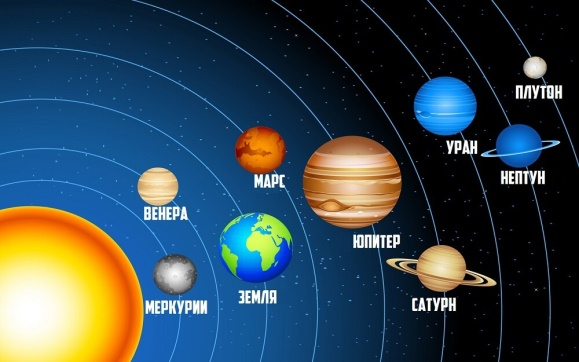 ПЛУТОН
УРАН
НЕПТУН
МАРС
ВЕНЕРА
ЮПИТЕР
ЗЕМЛЯ
МЕРКУРИИ
САТУРН